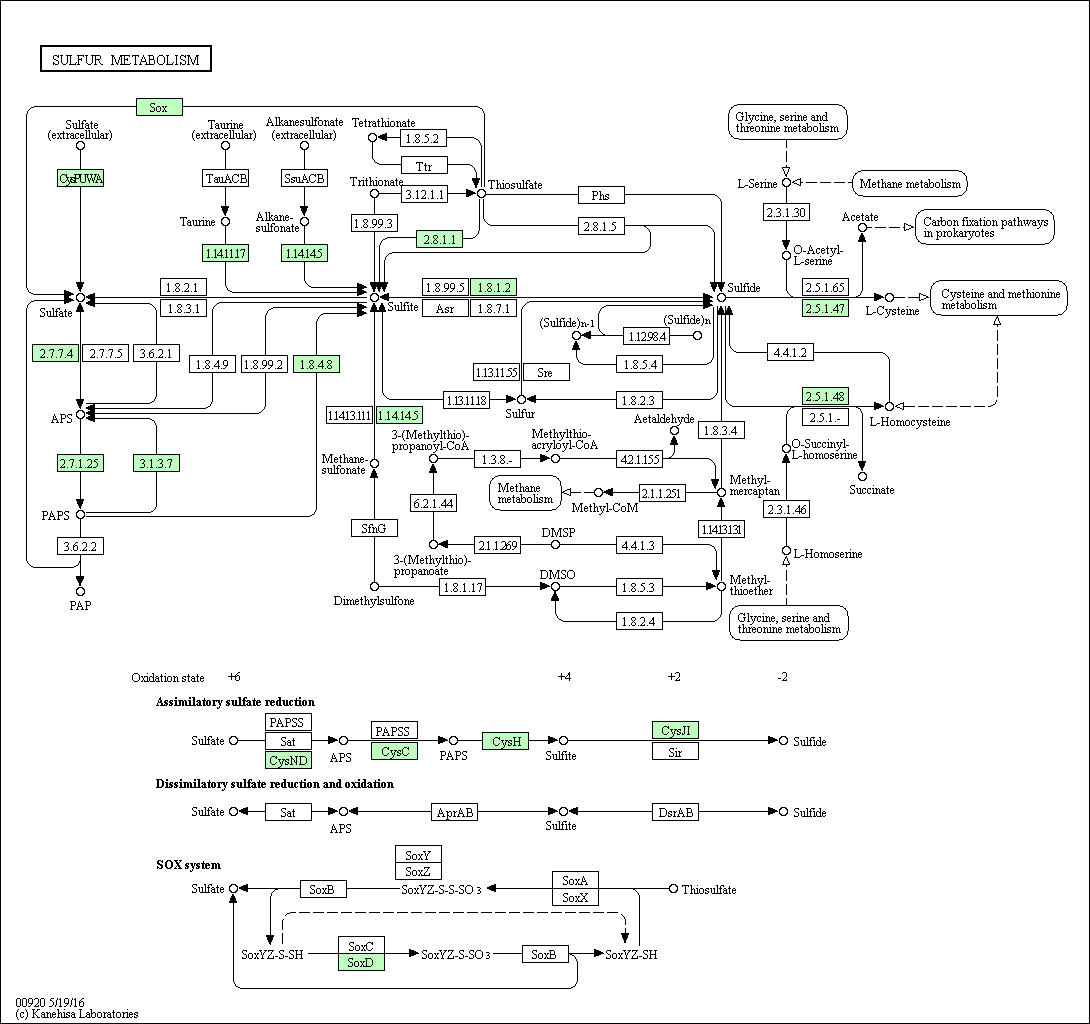 SULFUR METABOLISM
Sox
Sulfate
(extracellular)
Taurine
(extracellular)
Alkanesulfonate
(extracellular)
Tetrathionate
1.8.5.2
Ttr
Glycine, serine and
threonine metabolism
CysPUWA
TauACB
SsuACB
Trithionate
3.12.1.1
Thiosulfate
Phs
L-Serine
Methane metabolism
Taurine
Alkane-
sulfonate
1.8.99.3
2.8.1.1
2.8.1.5
2.3.1.30
Acetate
Carbon fixation pathways
in prokaryotes
1.14.11.17
1.14.14.5
O-Acetyl-
L-serine
1.8.2.1
1.8.3.1
1.8.99.5
1.8.1.2
Asr
1.8.7.1
Sulfate
Sulfite
Sulfide
2.5.1.65
2.5.1.47
L-Cysteine
Cysteine and methionine
metabolism
(Sulfide)n-1
(Sulfide)n
1.12.98.4
2.7.7.4
2.7.7.5
3.6.2.1
1.8.4.9
1.8.99.2
1.8.4.8
1.8.5.4
4.4.1.2
1.13.11.55
Sre
1.13.11.18
Sulfur
1.8.2.3
2.5.1.48
2.5.1.-
L-Homocysteine
APS
1.14.13.111
1.14.14.5
Aetaldehyde
1.8.3.4
3-(Methylthio)-
propanoyl-CoA
Methylthio-
acryloyl-CoA
O-Succinyl-
L-homoserine
2.7.1.25
3.1.3.7
Methane-
sulfonate
1.3.8.-
4.2.1.155
Succinate
Methane
metabolism
Methyl-CoM
2.1.1.251
Methyl-
mercaptan
6.2.1.44
2.3.1.46
PAPS
SfnG
1.14.13.131
3.6.2.2
3-(Methylthio)-
propanoate
2.1.1.269
DMSP
4.4.1.3
L-Homoserine
PAP
Dimethylsulfone
1.8.1.17
DMSO
1.8.5.3
Methyl-
thioether
1.8.2.4
Glycine, serine and
threonine metabolism
Oxidation state +6 +4 +2 -2
Assimilatory sulfate reduction
PAPSS
Sat
CysND
PAPSS
CysC
CysH
CysJI
Sir
Sulfate
APS
PAPS
Sulfite
Sulfide
Dissimilatory sulfate reduction and oxidation
Sulfate
Sat
APS
AprAB
Sulfite
DsrAB
Sulfide
SOX system
SoxY
SoxZ
Sulfate
SoxB
SoxYZ-S-S-SO3
SoxA
SoxX
Thiosulfate
SoxYZ-S-SH
SoxC
SoxD
SoxYZ-S-SO3
SoxB
SoxYZ-SH
00920 5/19/16
(c) Kanehisa Laboratories